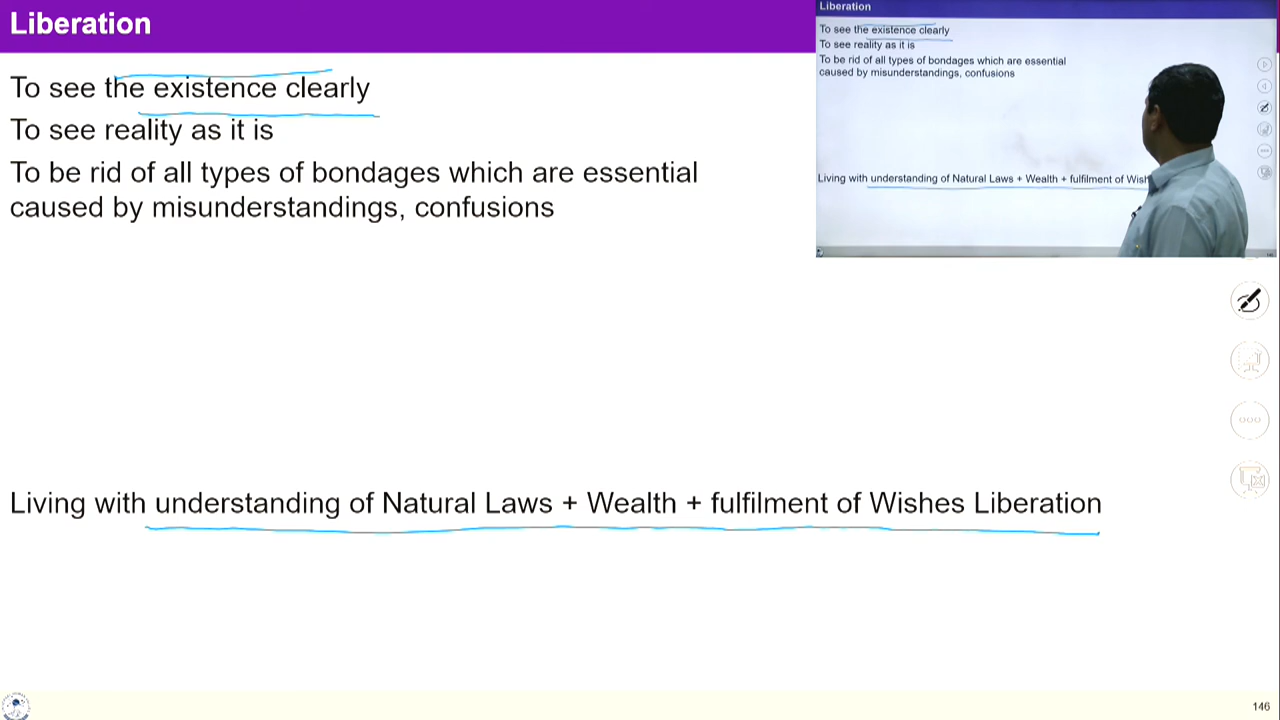 Liberation
To see the existence clearly
To see reality as it is
To be rid of all types of bondages which are essential
caused by misunderstandings, confusions
Living with understanding of Natural Laws + Wealth + fulfilment of Wishes Liberation
146
Liberation
To see the existence clearly
To see reality as it is
To be rid of all types of bondages which are essential
caused by misunderstandings, confusions
Living with understanding of Natural Laws + Wealth + fulfilment of Wish